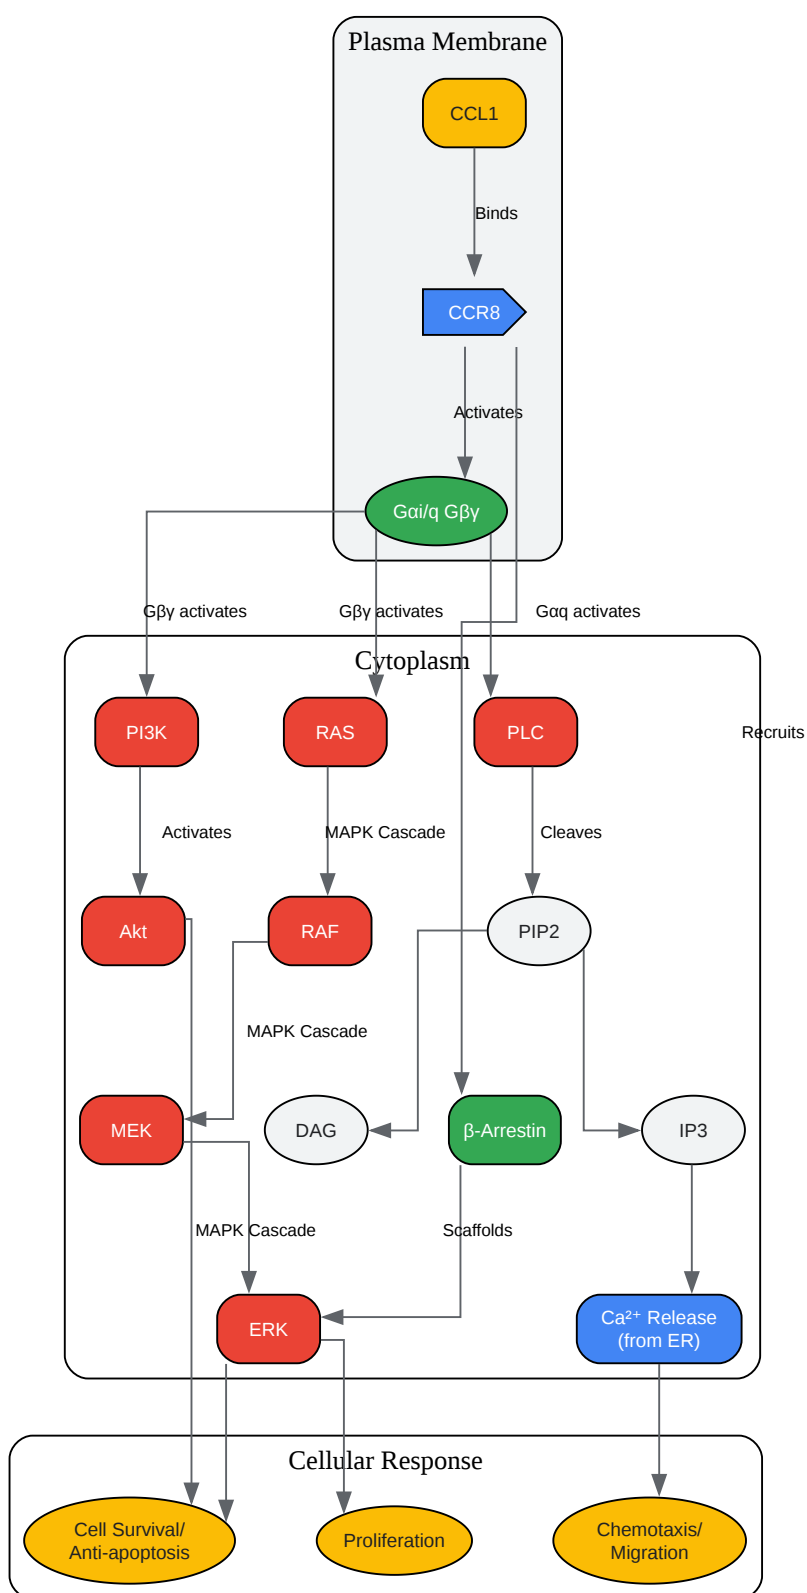 Plasma Membrane
CCL1
Binds
CCR8
Activates
Gαi/q Gβγ
Gβγ activates
Gβγ activates
Gαq activates
Cytoplasm
PI3K
RAS
PLC
Recruits
Activates
MAPK Cascade
Cleaves
Akt
RAF
PIP2
MAPK Cascade
MEK
DAG
β-Arrestin
IP3
MAPK Cascade
Scaffolds
ERK
Ca²⁺ Release
(from ER)
Cellular Response
Cell Survival/
Anti-apoptosis
Proliferation
Chemotaxis/
Migration